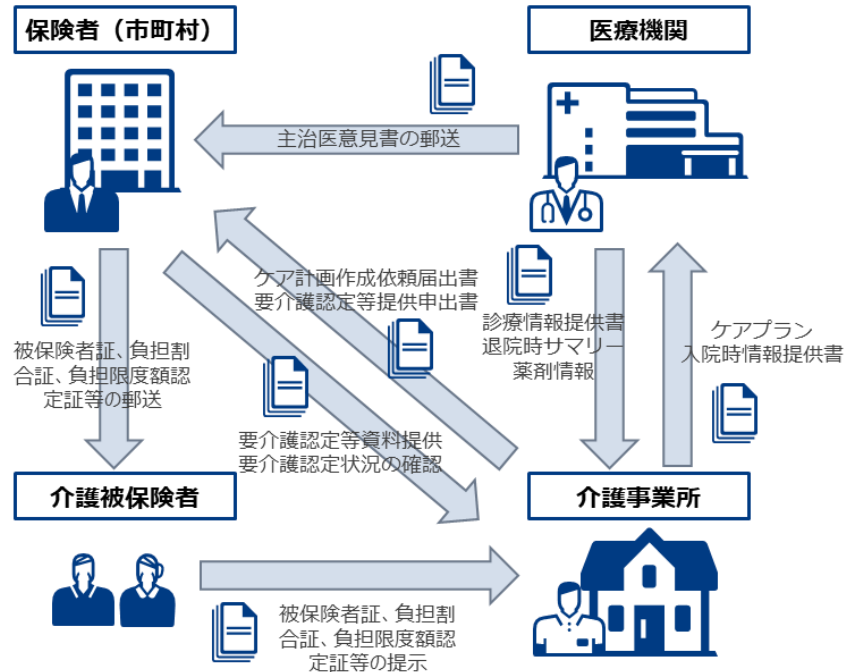 保険者（市町村）
医療機関
主治医意見書の郵送
ケア計画作成依頼届出書
要介護認定等提供申出書
診療情報提供書
退院時サマリー
薬剤情報
ケアプラン
入院時情報提供書
被保険者証、負担割
合証、負担限度額認
定証等の郵送
要介護認定等資料提供
要介護認定状況の確認
介護被保険者
介護事業所
被保険者証、負担割
合証、負担限度額認
定証等の提示